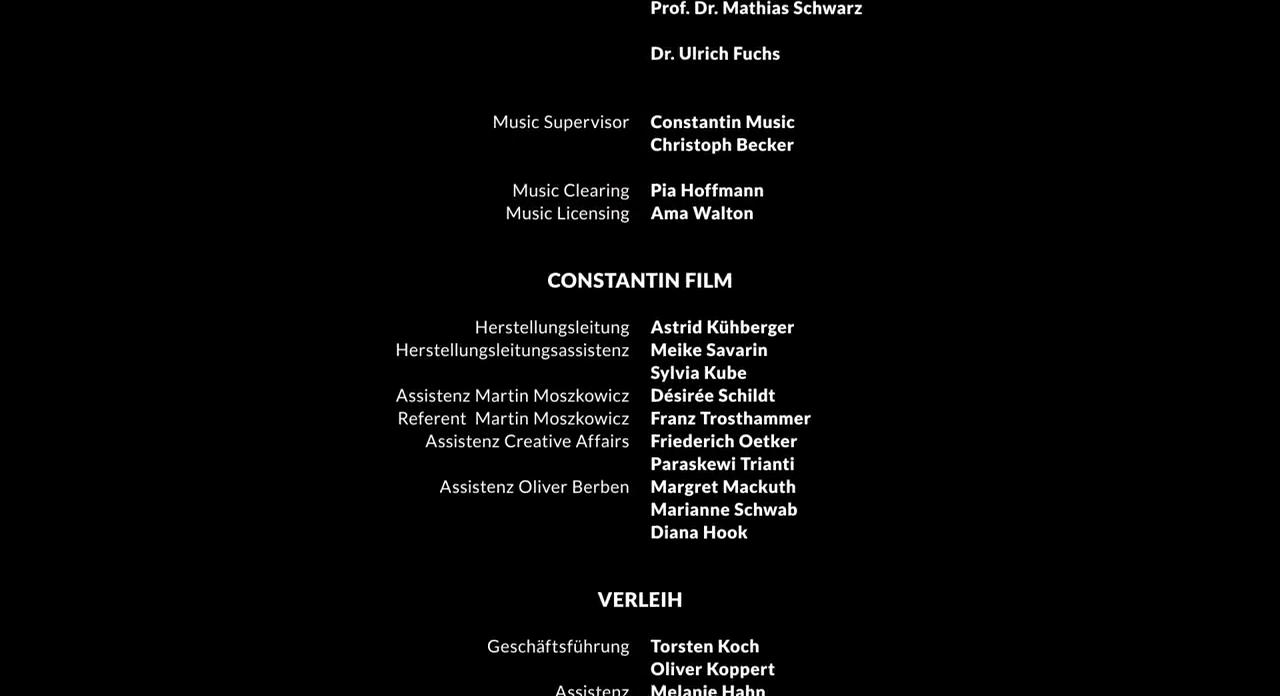 Prof. Dr. Mathias Schwarz
Dr. Ulrich Fuchs
Music Supervisor Constantin Music
Christoph Becker
Music Clearing Pia Hoffmann
Music Licensing Ama Walton
CONSTANTIN FILM
Herstellungsleitung Astrid Kühberger
Herstellungsleitungsassistenz Meike Savarin
Sylvia Kube
Assistenz Martin Moszkowicz Désirée Schildt
Referent  Martin Moszkowicz Franz Trosthammer
Assistenz Creative Affairs Friederich Oetker
Paraskewi Trianti
Assistenz Oliver Berben Margret Mackuth
Marianne Schwab
Diana Hook
VERLEIH
Geschäftsführung Torsten Koch
Oliver Koppert
Assistenz Melanie Hahn